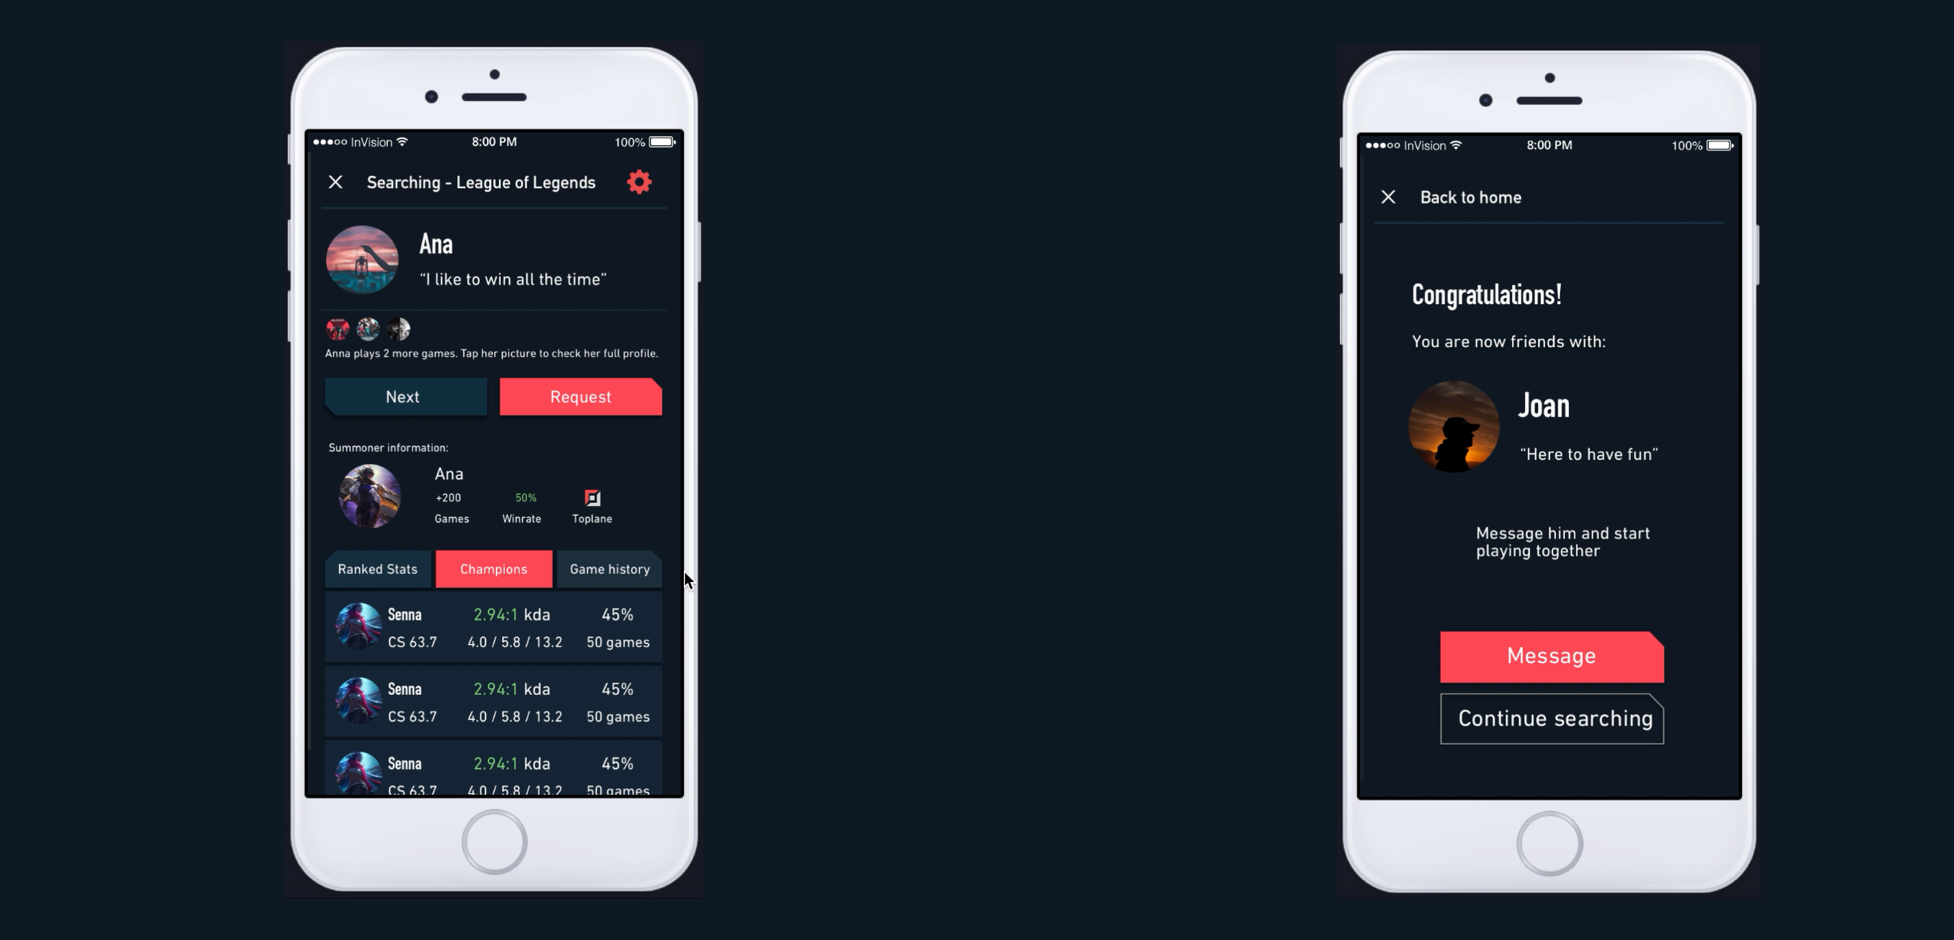 InVision 8:00 PM 100%
Searching - League of Legends
Ana
“I like to win all the time”
Anna plays 2 more games. Tap her picture to check her full profile.
Next Request
Summoner information:
Ana
+200 50%
Games Winrate Toplane
Ranked Stats Champions Game history
Senna 2.94:1 kda 45%
CS 63.7 4.0 / 5.8 / 13.2 50 games
Senna 2.94:1 kda 45%
CS 63.7 4.0 / 5.8 / 13.2 50 games
Senna 2.94:1 kda 45%
CS 63.7 4.0 / 5.8 / 13.2 50 games
InVision 8:00 PM 100%
Back to home
Congratulations!
You are now friends with:
Joan
“Here to have fun”
Message him and start
playing together
Message
Continue searching